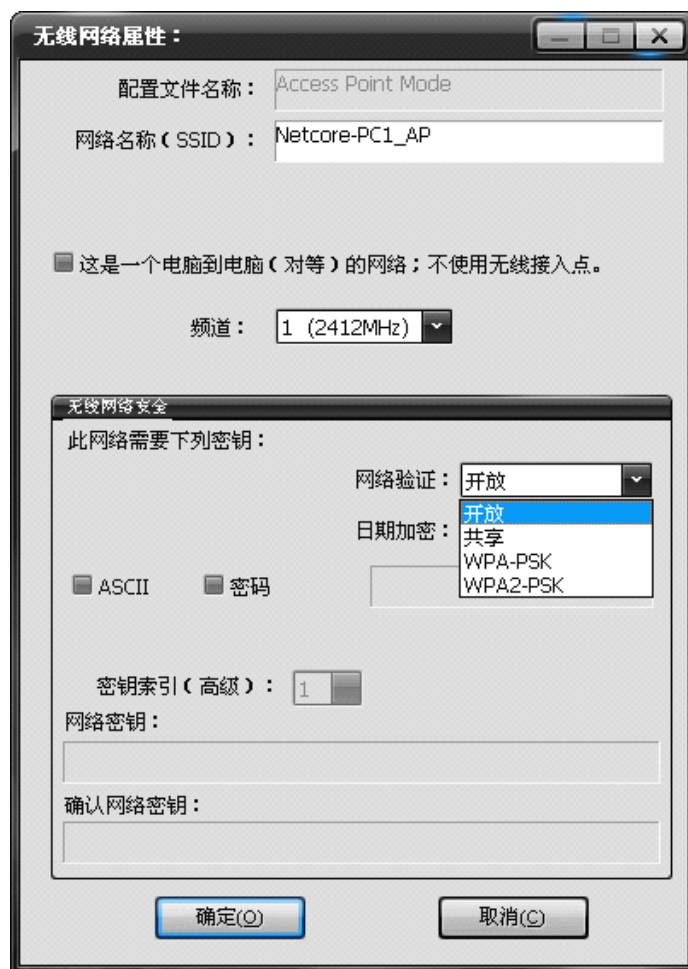 无线网络属性：
配置文件名称： Access Point Mode
网络名称（SSID）： Netcore-PC1_AP
这是一个电脑到电脑（对等）的网络；不使用无线接入点。
频道： 1 (2412MHz)
无线网络安全
此网络需要下列密钥：
网络验证： 开放
开放
日期加密：
共享
WPA-PSK
WPA2-PSK
ASCII 密码
密钥索引（高级）： 1
网络密钥：
确认网络密钥：
确定(O) 取消(C)